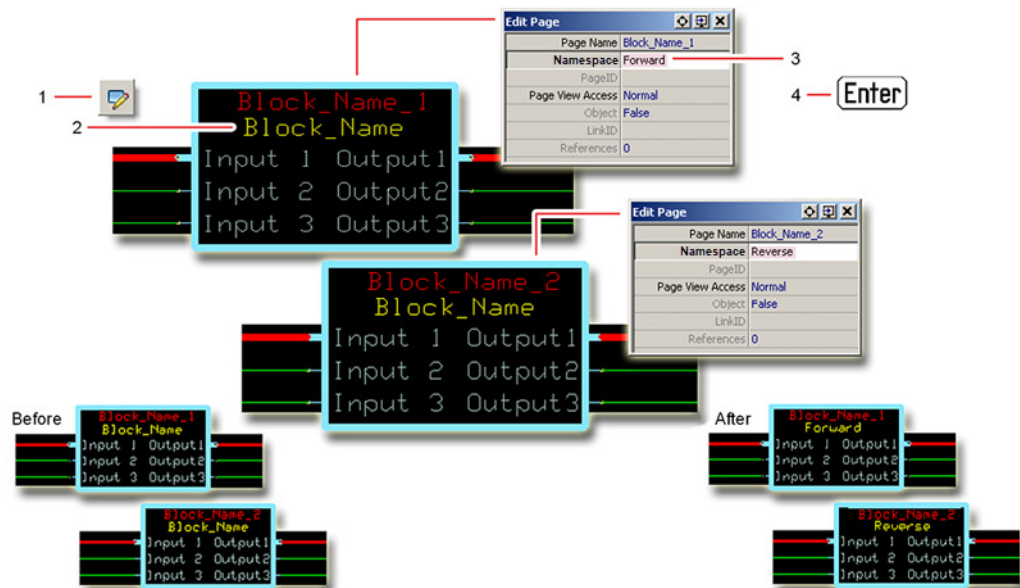 Edit Page
Page Name Block_Name_1
Namespace Forward
PageID
Page View Access Normal
Object False
LinkID
References 0
3
4
Enter
1
2
Block_Name_1
Block_Name
Input 1 Output1
Input 2 Output2
Input 3 Output3
Edit Page
Page Name Block_Name_2
Namespace Reverse
PageID
Page View Access Normal
Object False
LinkID
References 0
Block_Name_2
Block_Name
Input 1 Output1
Input 2 Output2
Input 3 Output3
Before
Block_Name_1
Block_Name
Input 1 Output1
Input 2 Output2
Input 3 Output3
Block_Name_2
Block_Name
Input 1 Output1
Input 2 Output2
Input 3 Output3
After
Block_Name_1
Forward
Input 1 Output1
Input 2 Output2
Input 3 Output3
Block_Name_2
Reverse
Input 1 Output1
Input 2 Output2
Input 3 Output3